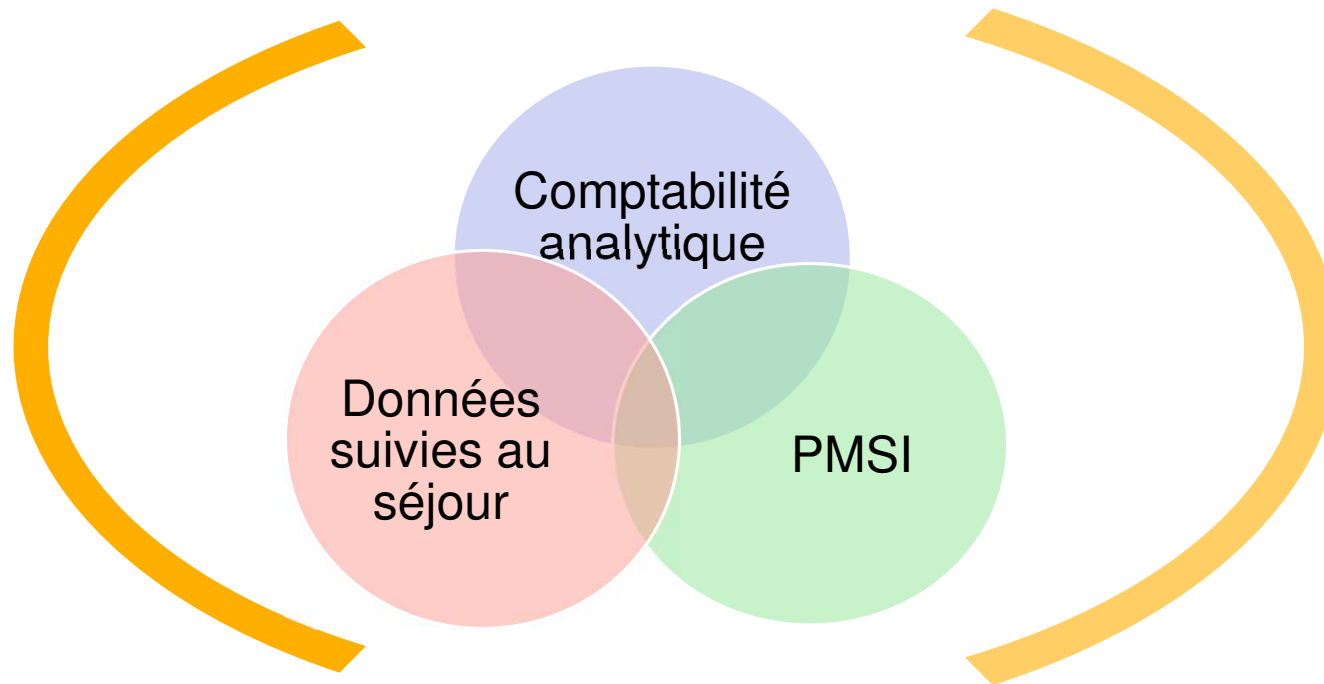 Comptabilité
analytique
Données
suivies au
séjour
PMSI